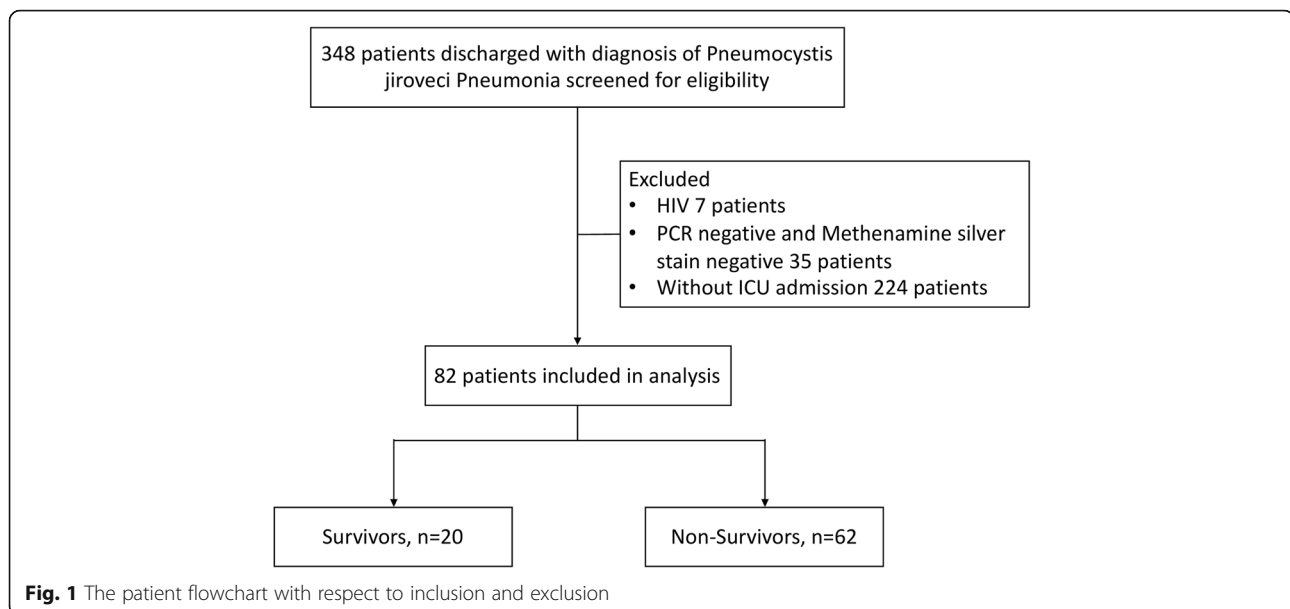 348 patients discharged with diagnosis of Pneumocystis
jiroveci Pneumonia screened for eligibility
Excluded
• HIV 7 patients
• PCR negative and Methenamine silver
stain negative 35 patients
• Without ICU admission 224 patients
82 patients included in analysis
Survivors, n=20
Non-Survivors, n=62
Fig. 1 The patient flowchart with respect to inclusion and exclusion